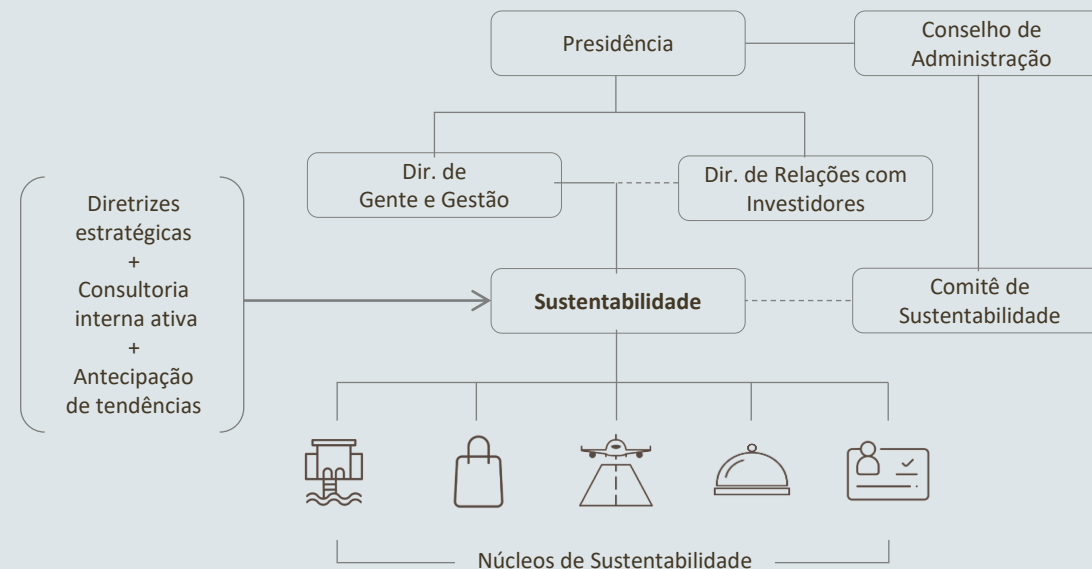 Presidência
Conselho de
Administração
Dir. de
Gente e Gestão
Dir. de Relações com
Investidores
Diretrizes
estratégicas
+
Consultoria
interna ativa
+
Antecipação
de tendências
Sustentabilidade
Comitê de
Sustentabilidade
Núcleos de Sustentabilidade